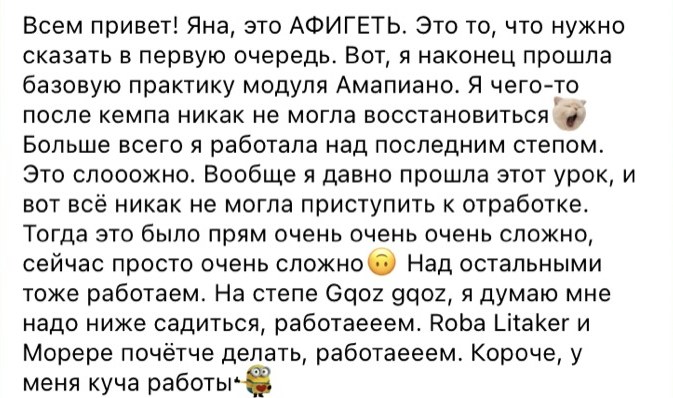 Всем привет! Яна, это АФИГЕТЬ. Это то, что нужно
сказать в первую очередь. Вот, я наконец прошла
базовую практику модуля Амапиано. Я чего-то
после кемпа никак не могла восстановиться
Больше всего я работала над последним степом.
Это слооожно. Вообще я давно прошла этот урок, и
вот всё никак не могла приступить к отработке.
Тогда это было прям очень очень очень сложно,
сейчас просто очень сложно🙃 Над остальными
тоже работаем. На степе Gqoz gqoz, я думаю мне
надо ниже садиться, работаееем. Roba Litaker и
Морере почётче делать, работаееем. Короче, у
меня куча работы